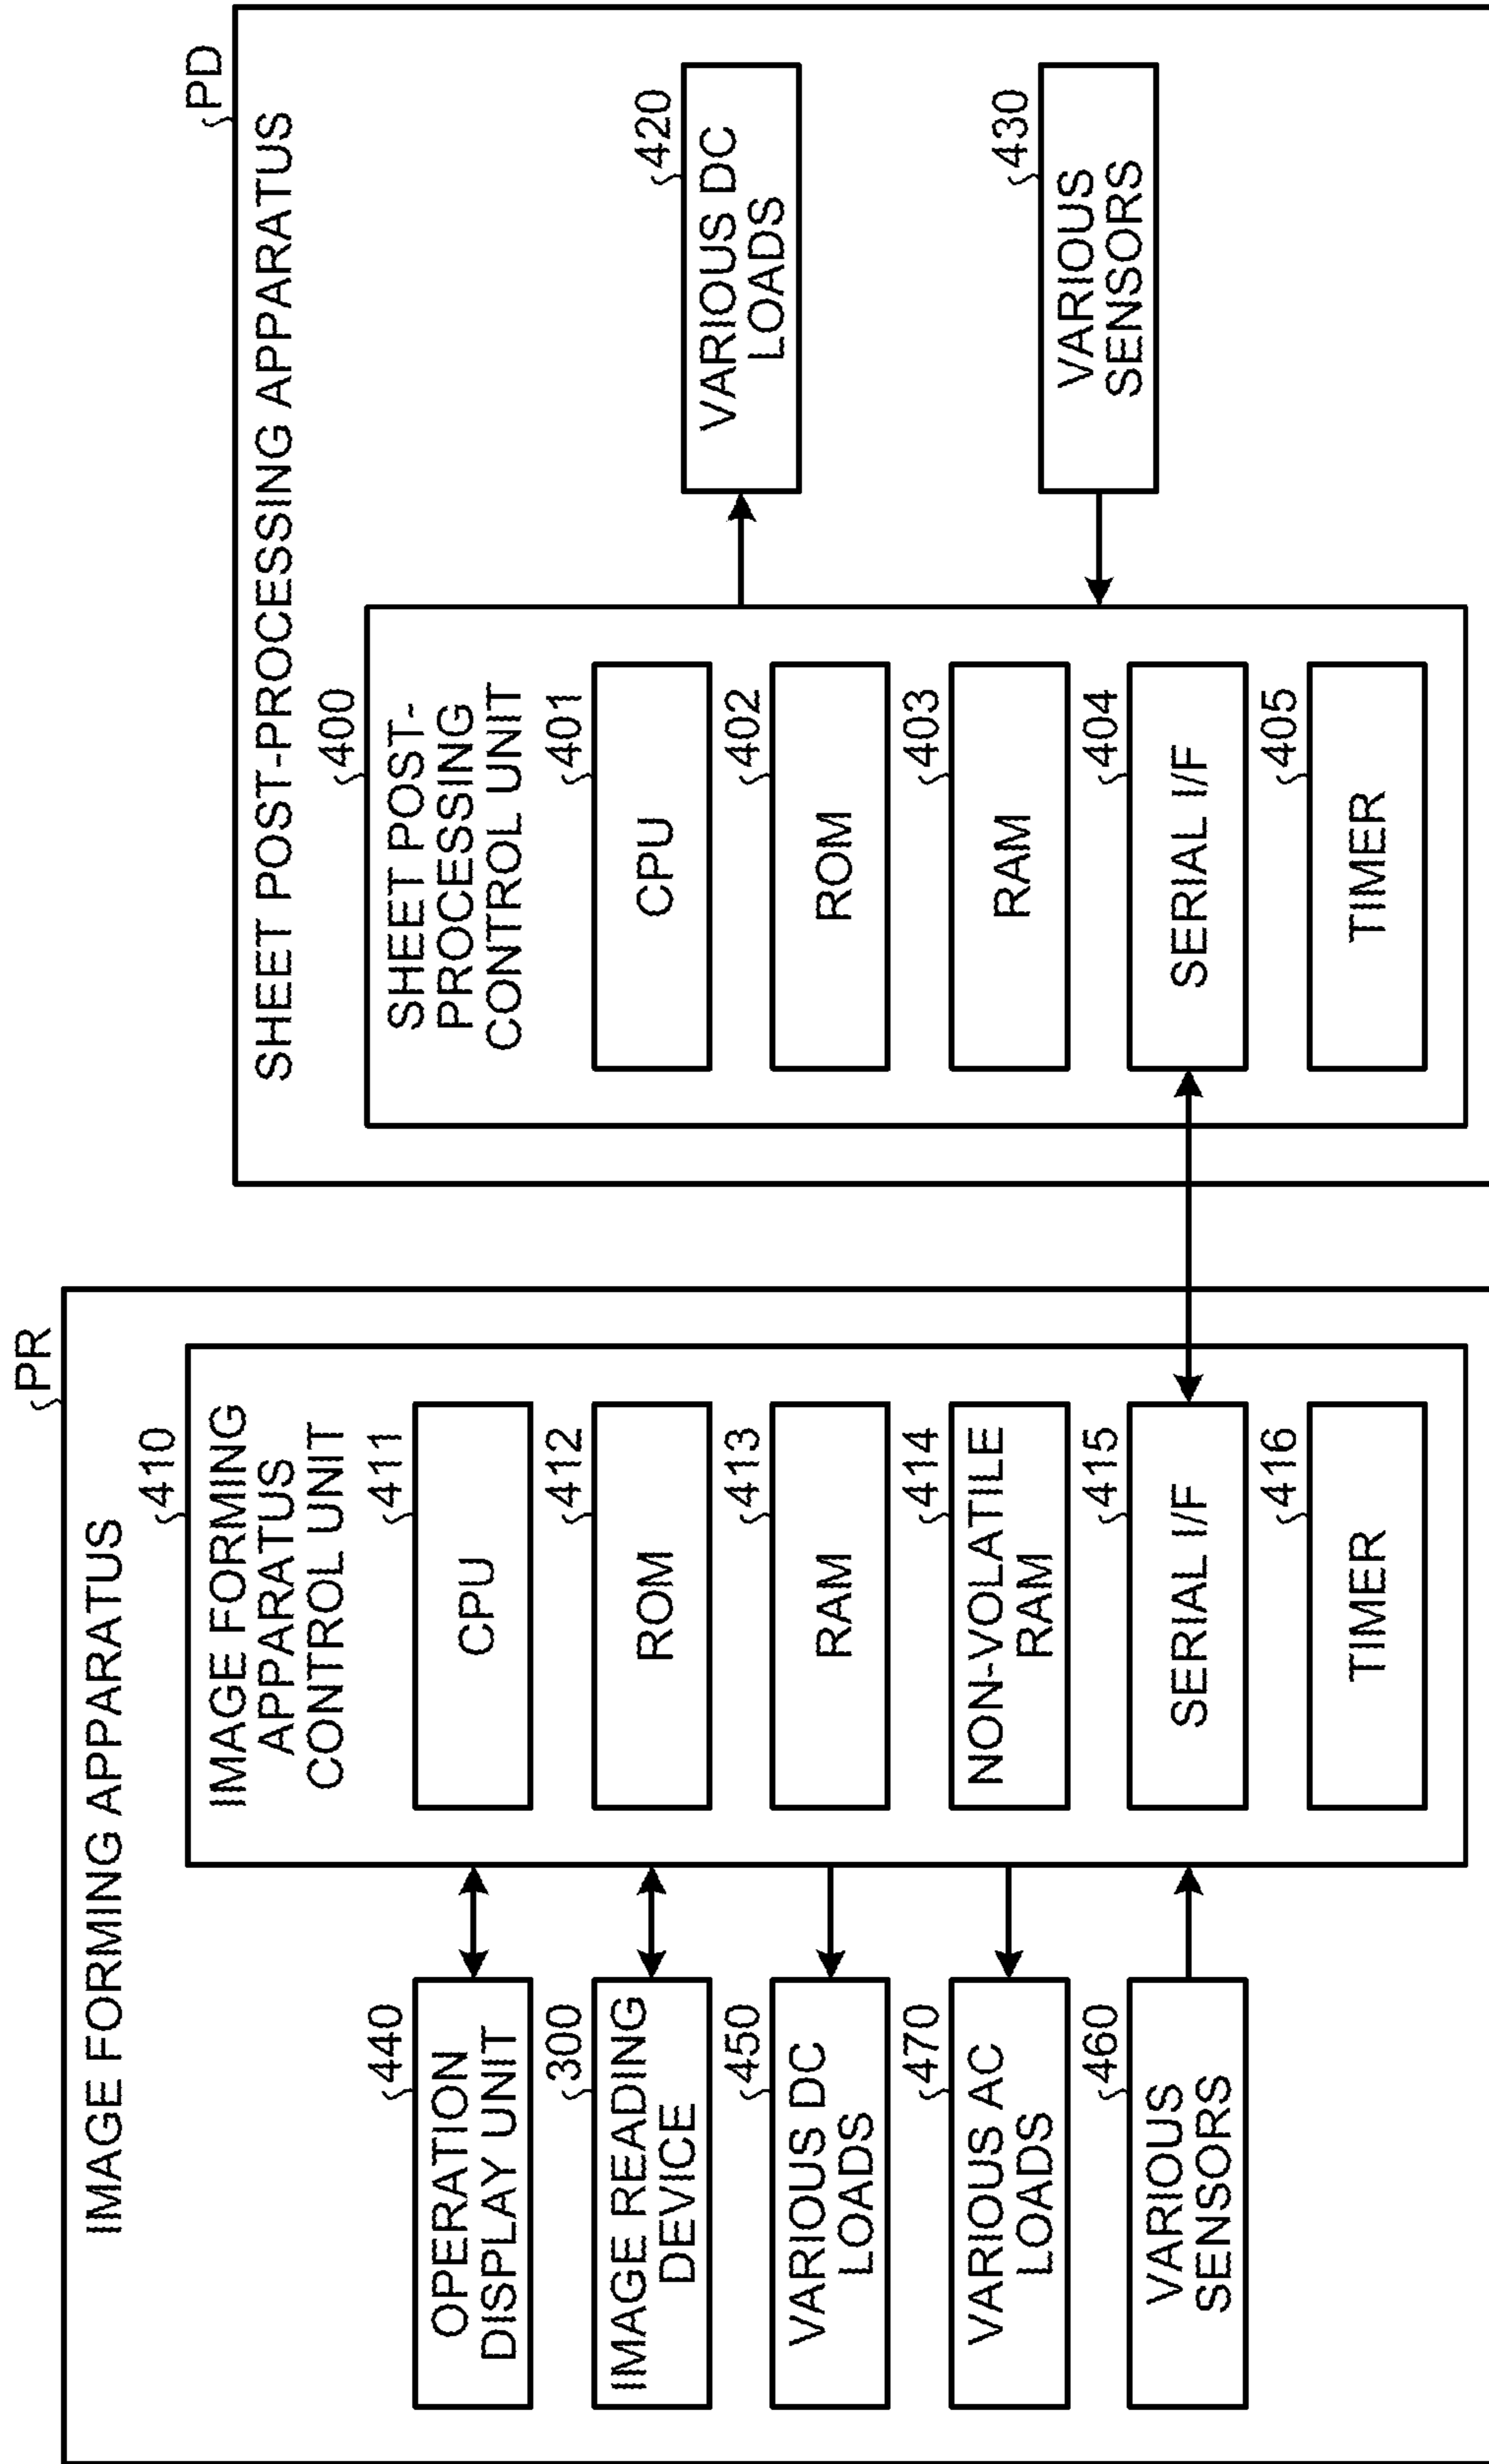 PR
IMAGE FORMING APPARATUS
410
IMAGE FORMING
APPARATUS
CONTROL UNIT
440
OPERATION
DISPLAY UNIT
411
CPU
300
IMAGE READING
DEVICE
412
ROM
450
VARIOUS DC
LOADS
413
RAM
470
VARIOUS AC
LOADS
414
NON-VOLATILE
RAM
460
VARIOUS
SENSORS
415
SERIAL I/F
416
TIMER
PD
SHEET POST-PROCESSING APPARATUS
400
SHEET POST-
PROCESSING
CONTROL UNIT
401
CPU
402
ROM
403
RAM
404
SERIAL I/F
405
TIMER
420
VARIOUS DC
LOADS
430
VARIOUS
SENSORS